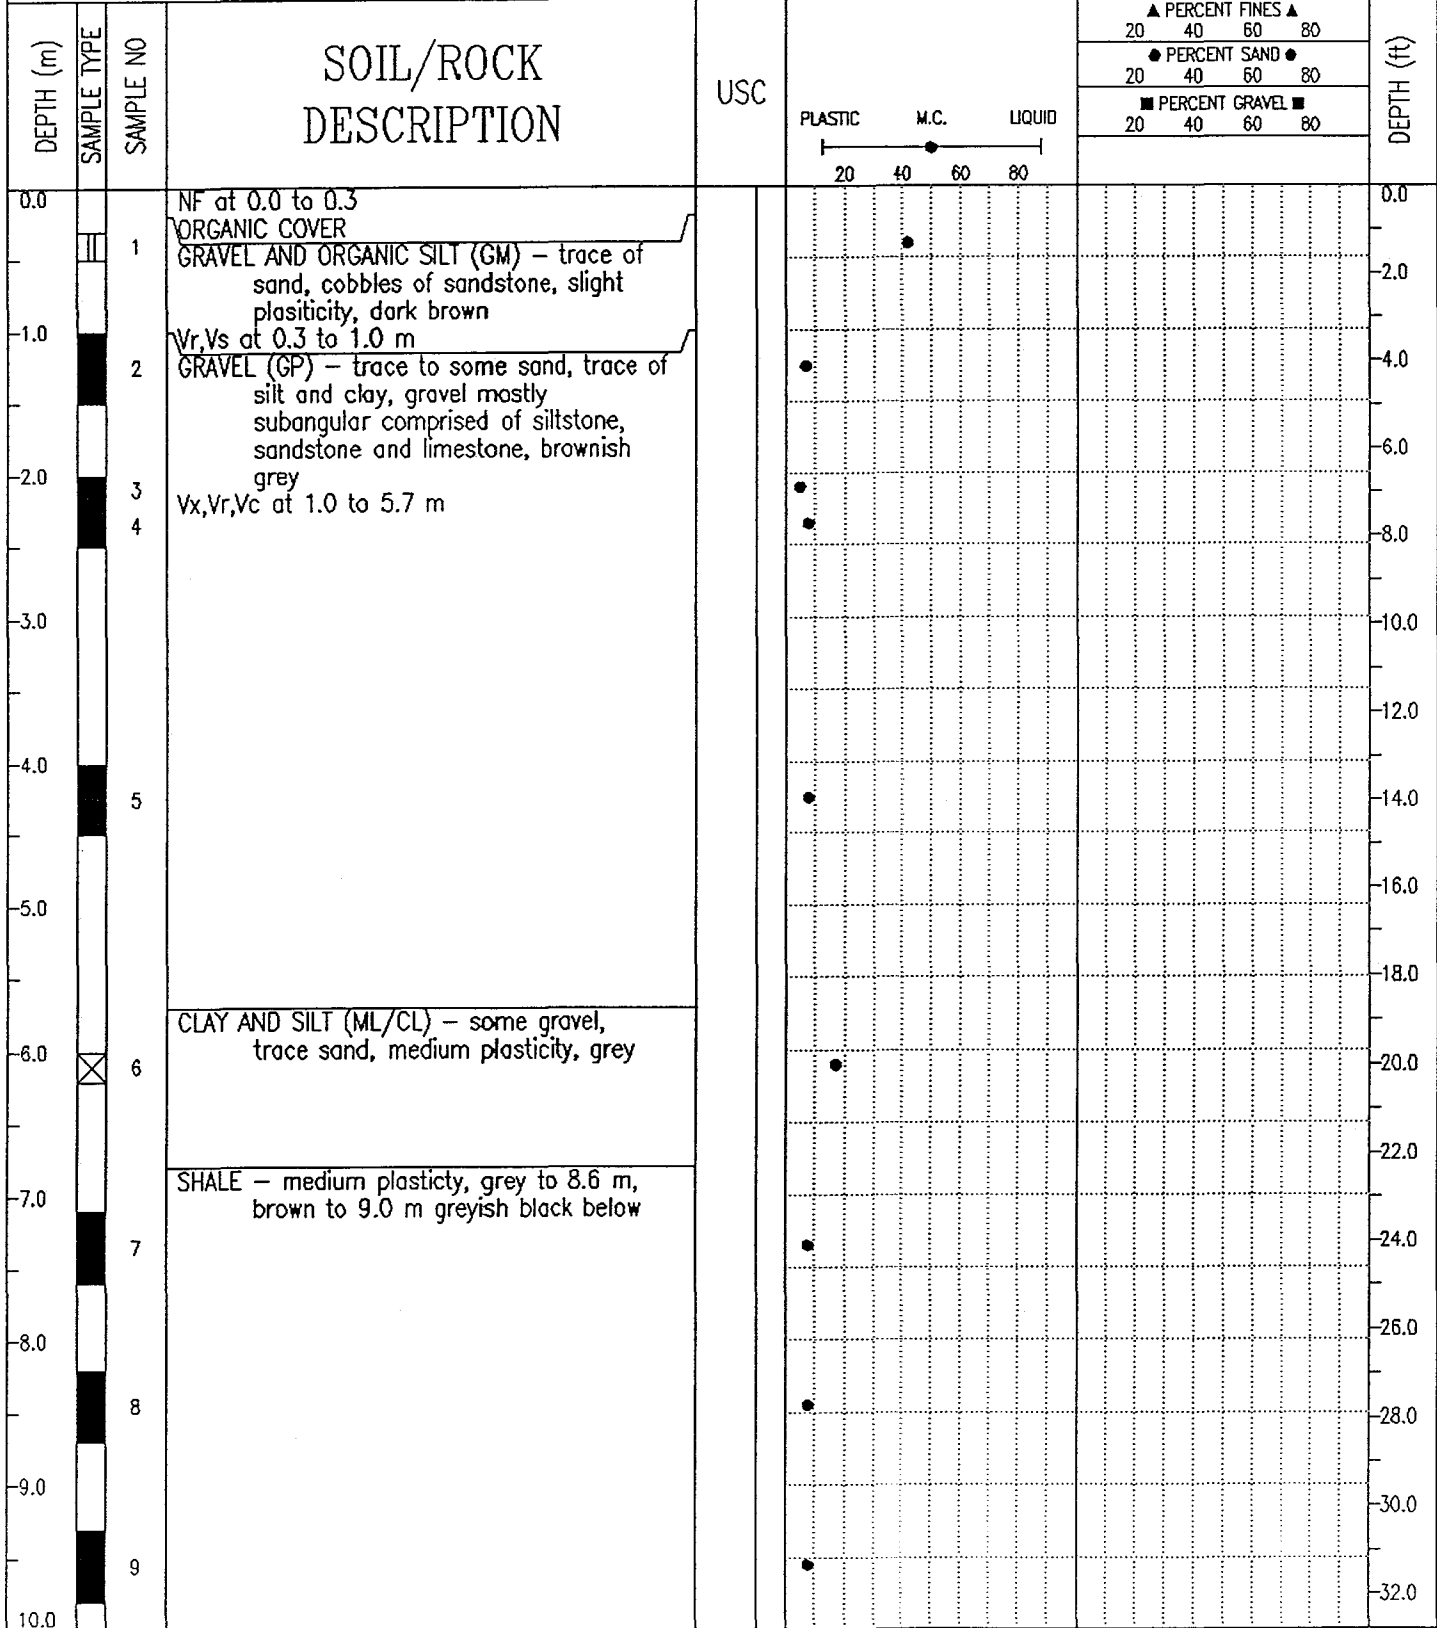 DEPTH (m)
SAMPLE TYPE
SAMPLE NO
SOIL/ROCK
DESCRIPTION
USC
PLASTIC M.C. LIQUID
20 40 60 80
▲ PERCENT FINES ▲
20 40 60 80
● PERCENT SAND ●
20 40 60 80
■ PERCENT GRAVEL ■
20 40 60 80
DEPTH (ft)
0.0
NF at 0.0 to 0.3
0.0
ORGANIC COVER
1
GRAVEL AND ORGANIC SILT (GM) – trace of
sand, cobbles of sandstone, slight
-2.0
plasiticity, dark brown
-1.0
Vr,Vs at 0.3 to 1.0 m
2
GRAVEL (GP) – trace to some sand, trace of
-4.0
silt and clay, gravel mostly
subangular comprised of siltstone,
sandstone and limestone, brownish
-6.0
-2.0
grey
3
Vx,Vr,Vc at 1.0 to 5.7 m
4
-8.0
-3.0
-10.0
-12.0
-4.0
5
-14.0
-16.0
-5.0
-18.0
CLAY AND SILT (ML/CL) – some gravel,
trace sand, medium plasticity, grey
-6.0
6
-20.0
-22.0
SHALE – medium plasticty, grey to 8.6 m,
-7.0
brown to 9.0 m greyish black below
7
-24.0
-26.0
-8.0
8
-28.0
-9.0
-30.0
9
-32.0
10.0